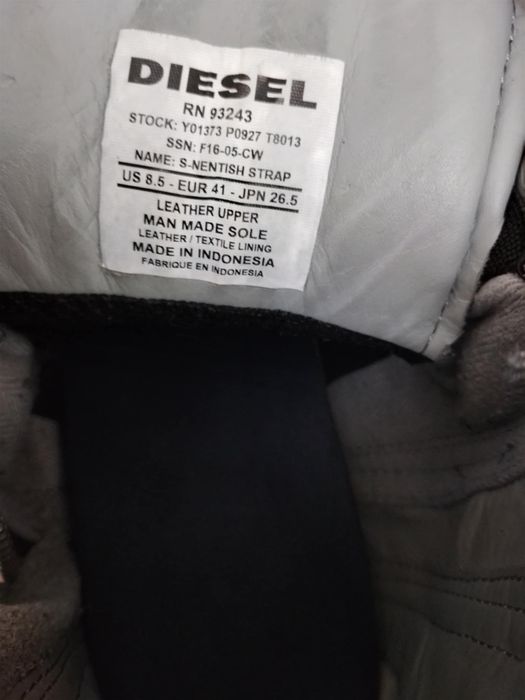 DIESEL
RN 93243
STOCK: Y01373 P0927 T8013
SSN: F16-05-CW
NAME: S-NENTISH STRAP
US 8.5 - EUR 41 - JPN 26.5
LEATHER UPPER
MAN MADE SOLE
LEATHER / TEXTILE LINING
MADE IN INDONESIA
FABRIQUE EN INDONESIA